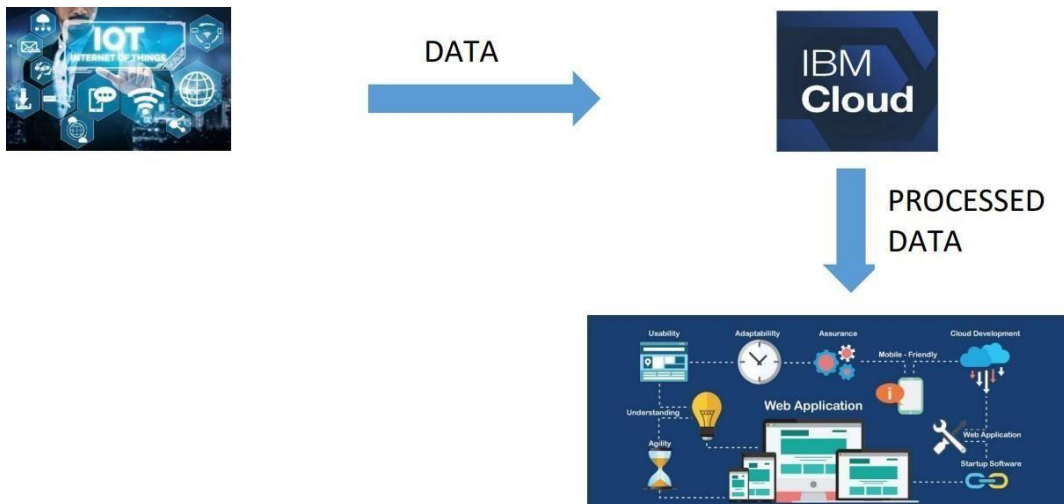 IOT
INTERNET OF THINGS
DATA
IBM
Cloud
PROCESSED
DATA
Usability
Adaptability
Assurance
Cloud Development
Mobile - Friendly
Understanding
Web Application
Agility
Web Application
Startup Software